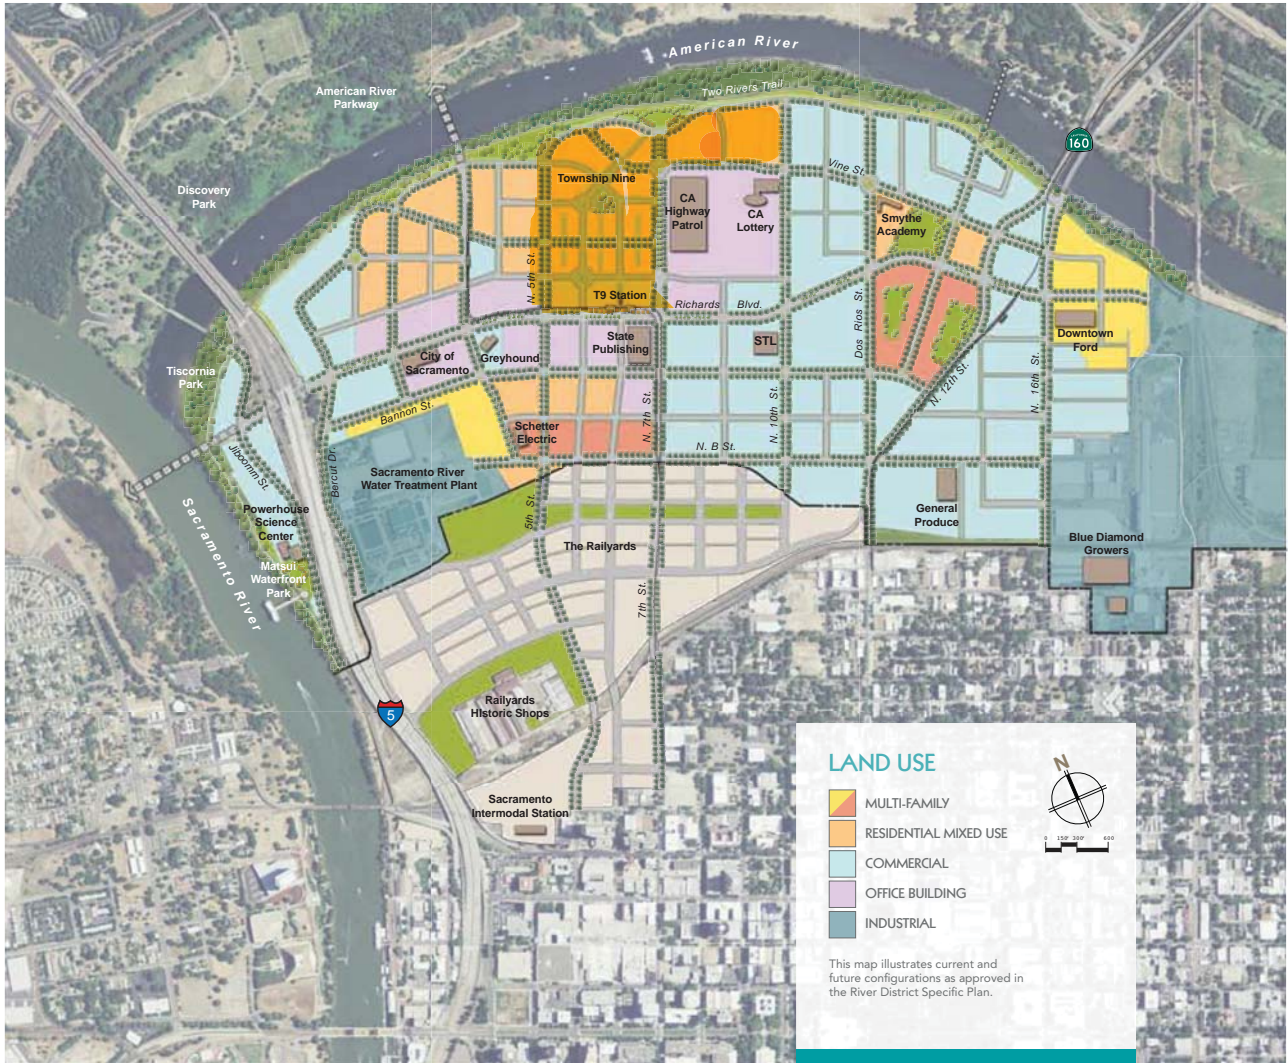 American River
Two Rivers Trail
American River
Parkway
160
Vine St.
Discovery
Park
Township Nine
CA
Highway
Patrol
CA
Lottery
Smythe
Academy
N. 5th St.
T9 Station
Richards Blvd.
Dos Rios St.
State
Publishing
STL
Downtown
Ford
City of
Sacramento
Greyhound
Tiscornia
Park
N. 12th St.
N. 16th St.
Bannon St.
N. 7th St.
N. 10th St.
Schetter
Electric
N. B St.
Jiboomm St.
Bercut Dr.
Sacramento River
Water Treatment Plant
5th St.
General
Produce
Powerhouse
Science
Center
The Railyards
Blue Diamond
Growers
Sacramento River
Matsui
Waterfront
Park
7th St.
5
Railyards
HIstoric Shops
Sacramento
Intermodal Station
LAND USE
N
MULTI-FAMILY
RESIDENTIAL MIXED USE
0 150' 300' 600
COMMERCIAL
OFFICE BUILDING
INDUSTRIAL
This map illustrates current and
future configurations as approved in
the River District Specific Plan.